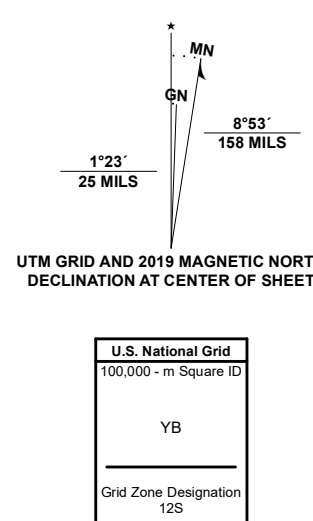 ★
MN
GN
8°53´
158 MILS
1°23´
25 MILS
UTM GRID AND 2019 MAGNETIC NORT
DECLINATION AT CENTER OF SHEET
U.S. National Grid
100,000 - m Square ID
YB
Grid Zone Designation
12S